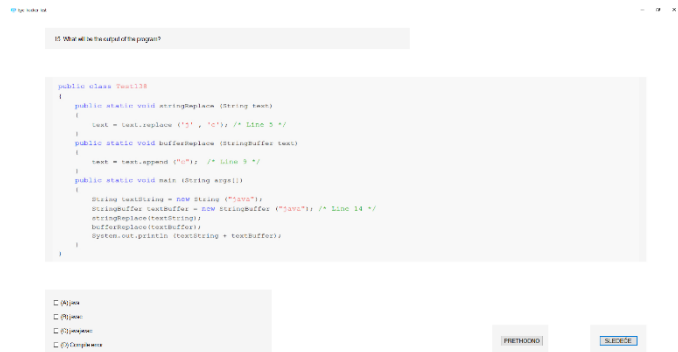 15. What will be the output of the program?
public class Test138
{
public static void stringReplace (String text)
{
text = text.replace ('j' , 'c'); /* Line 5 */
}
public static void bufferReplace (StringBuffer text)
{
text = text.append ("c"); /* Line 9 */
}
public static void main (String args[])
{
String textString = new String ("java");
StringBuffer textBuffer = new StringBuffer ("java"); /* Line 14 */
stringReplace(textString);
bufferReplace(textBuffer);
System.out.println (textString + textBuffer);
}
}
(A) java
(B) javac
(C) javajavac
(D) Compile error
PRETHODNO
SLEDEĆE